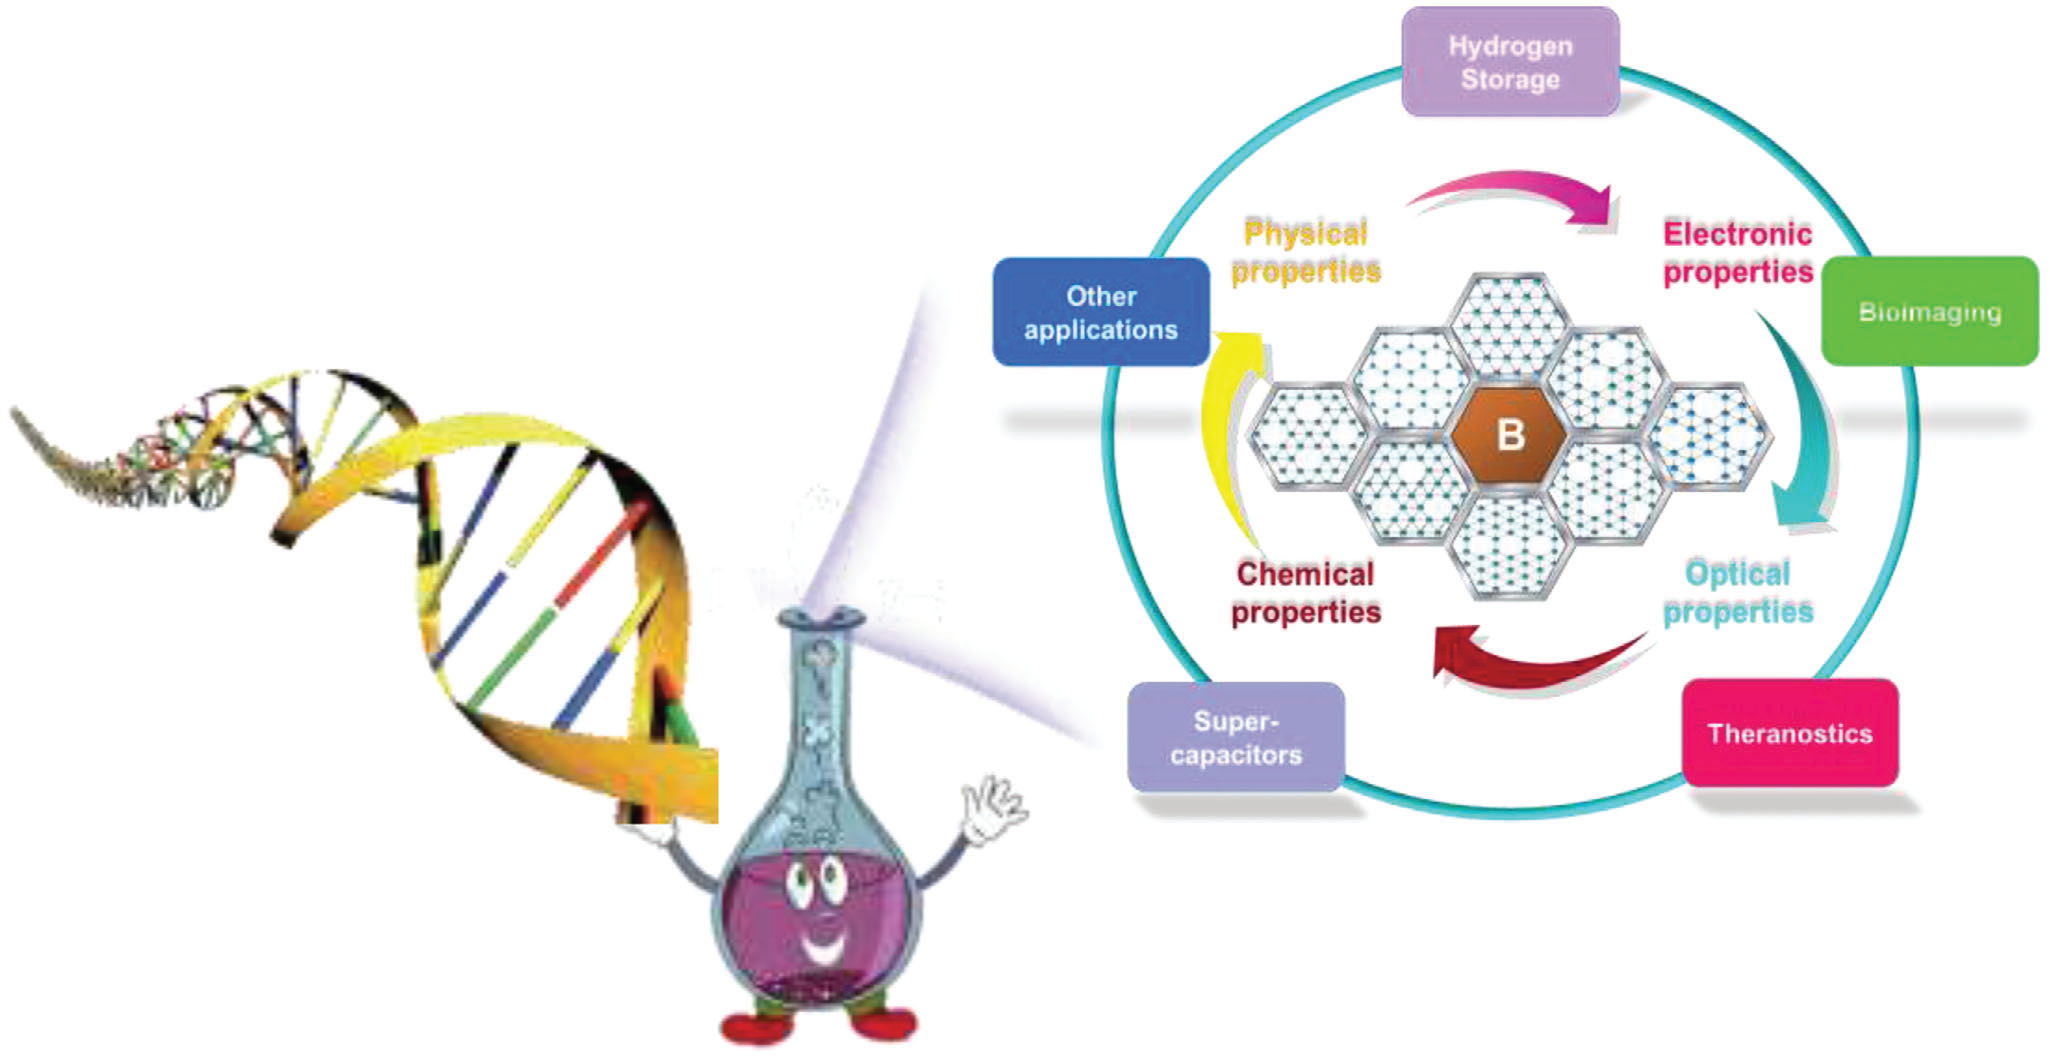 Hydrogen
Storage
Physical
properties
Electronic
properties
Other
applications
Bioimaging
B
Chemical
properties
Optical
properties
Super-
capacitors
Theranostics